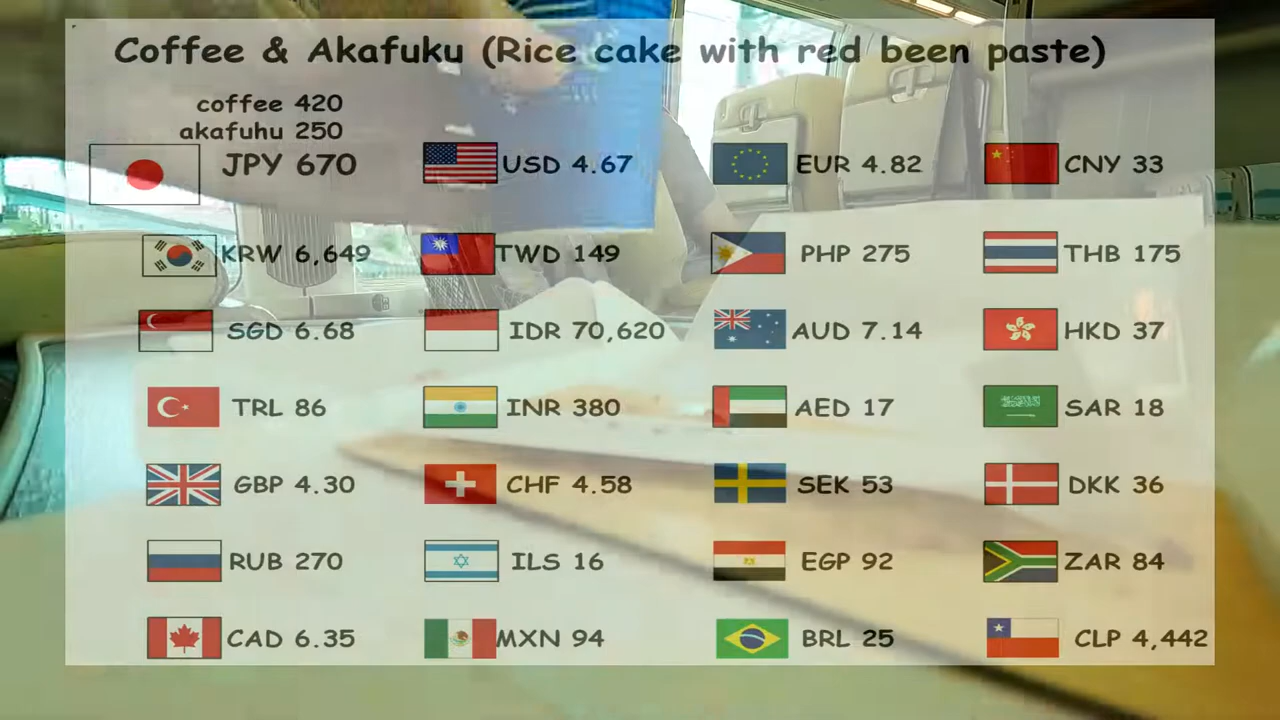 Coffee & Akafuku (Rice cake with red been paste)
coffee 420
akafuhu 250
JPY 670 USD 4.67 EUR 4.82 CNY 33
KRW 6,649 TWD 149 PHP 275 THB 175
SGD 6.68 IDR 70,620 AUD 7.14 HKD 37
TRL 86 INR 380 AED 17 SAR 18
GBP 4.30 CHF 4.58 SEK 53 DKK 36
RUB 270 ILS 16 EGP 92 ZAR 84
CAD 6.35 MXN 94 BRL 25 CLP 4,442